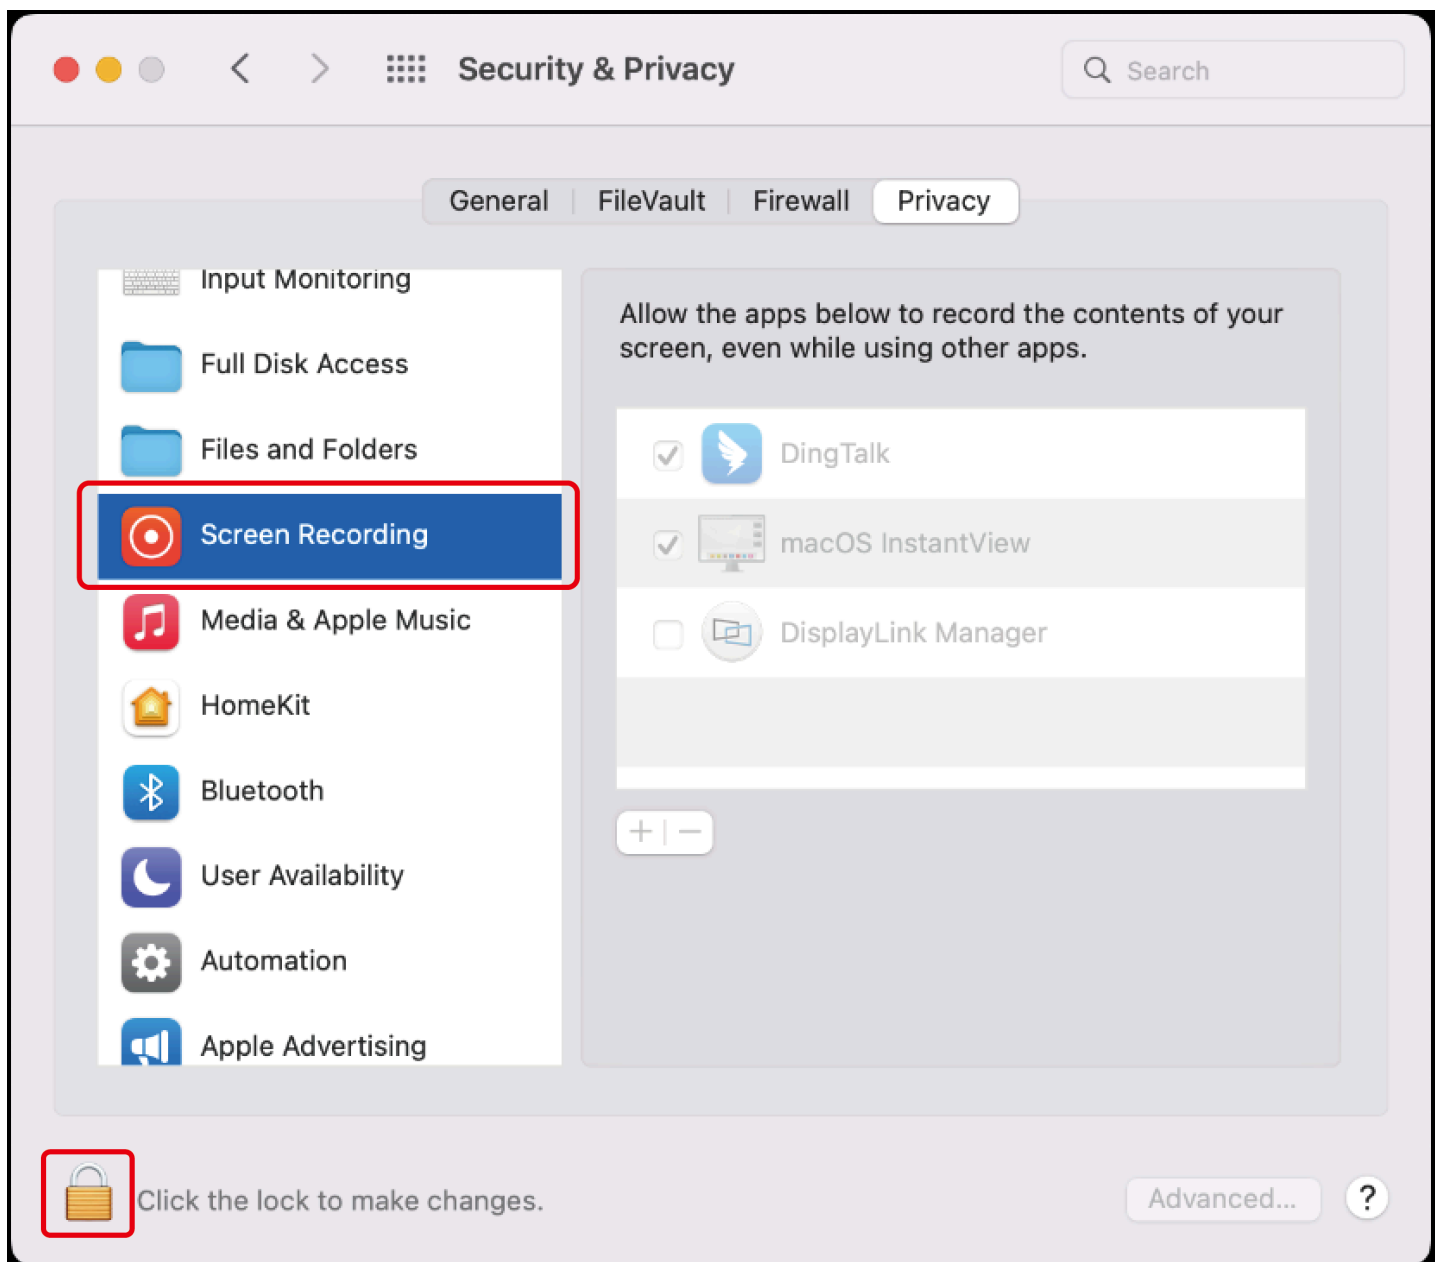 Security & Privacy
Search
General
FileVault
Firewall
Privacy
Input Monitoring
Full Disk Access
Files and Folders
Screen Recording
Media & Apple Music
HomeKit
Bluetooth
User Availability
Automation
Apple Advertising
Allow the apps below to record the contents of your
screen, even while using other apps.
DingTalk
macOS InstantView
DisplayLink Manager
Click the lock to make changes.
Advanced...
?